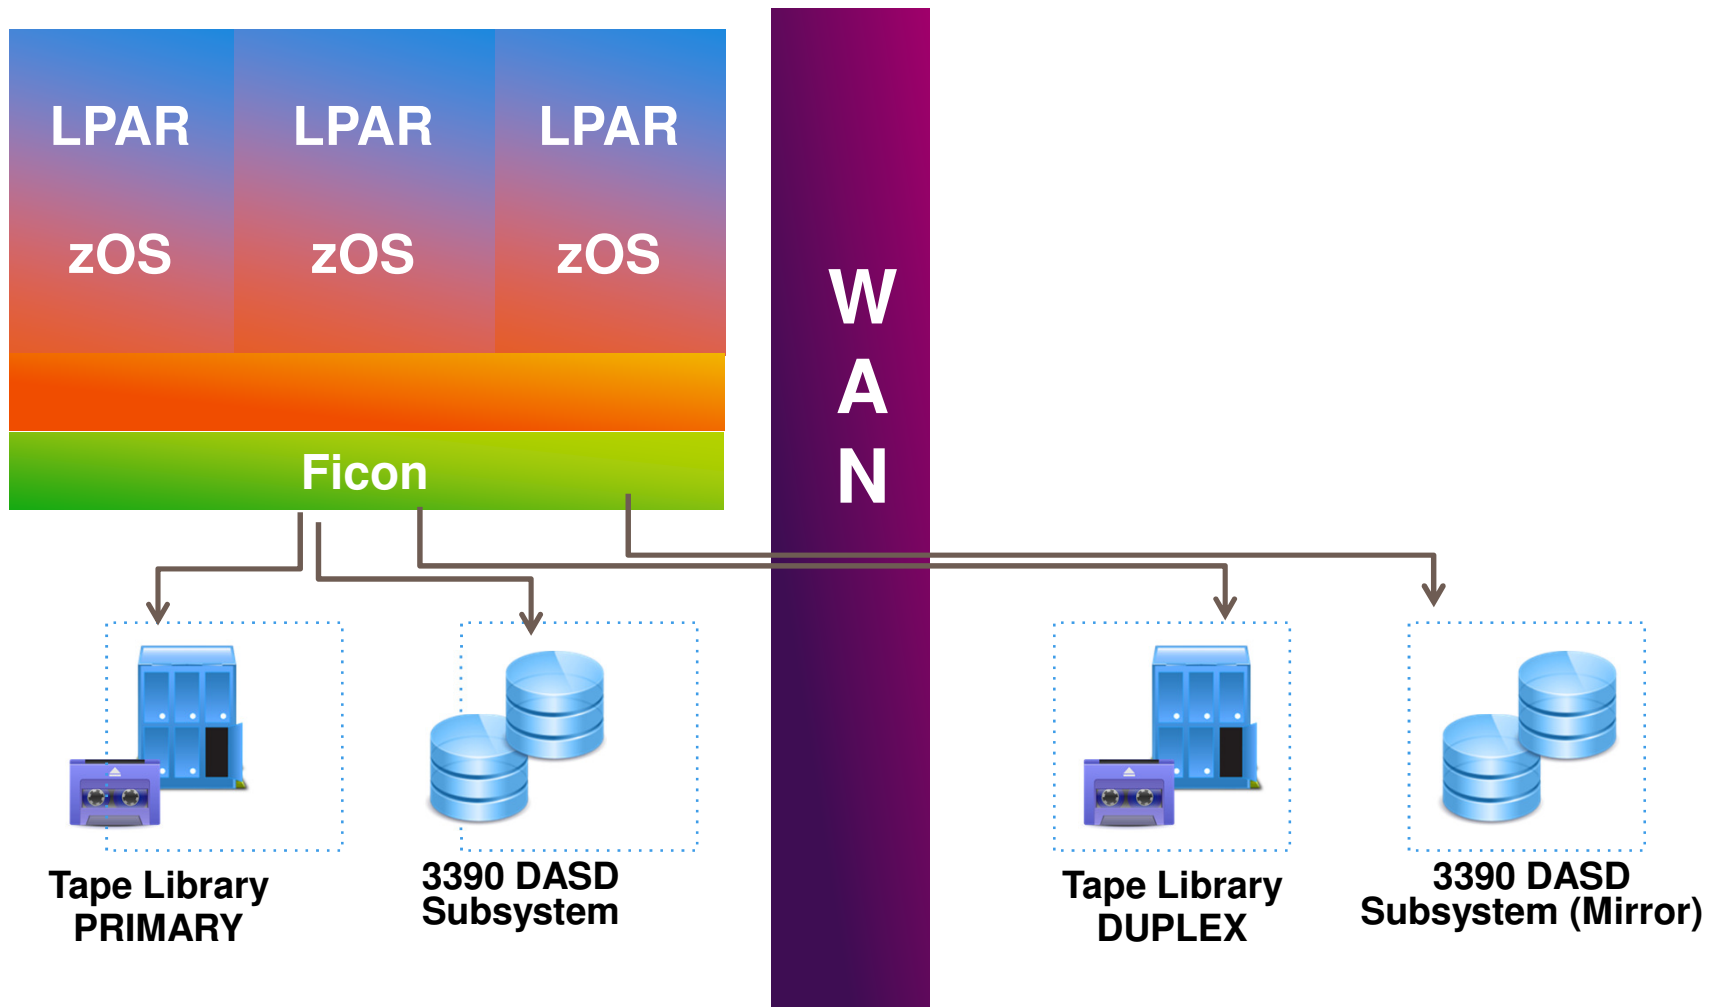 LPAR
LPAR
LPAR
zOS
zOS
zOS
Ficon
W
A
N
Tape Library
PRIMARY
3390 DASD
Subsystem
Tape Library
DUPLEX
3390 DASD
Subsystem (Mirror)